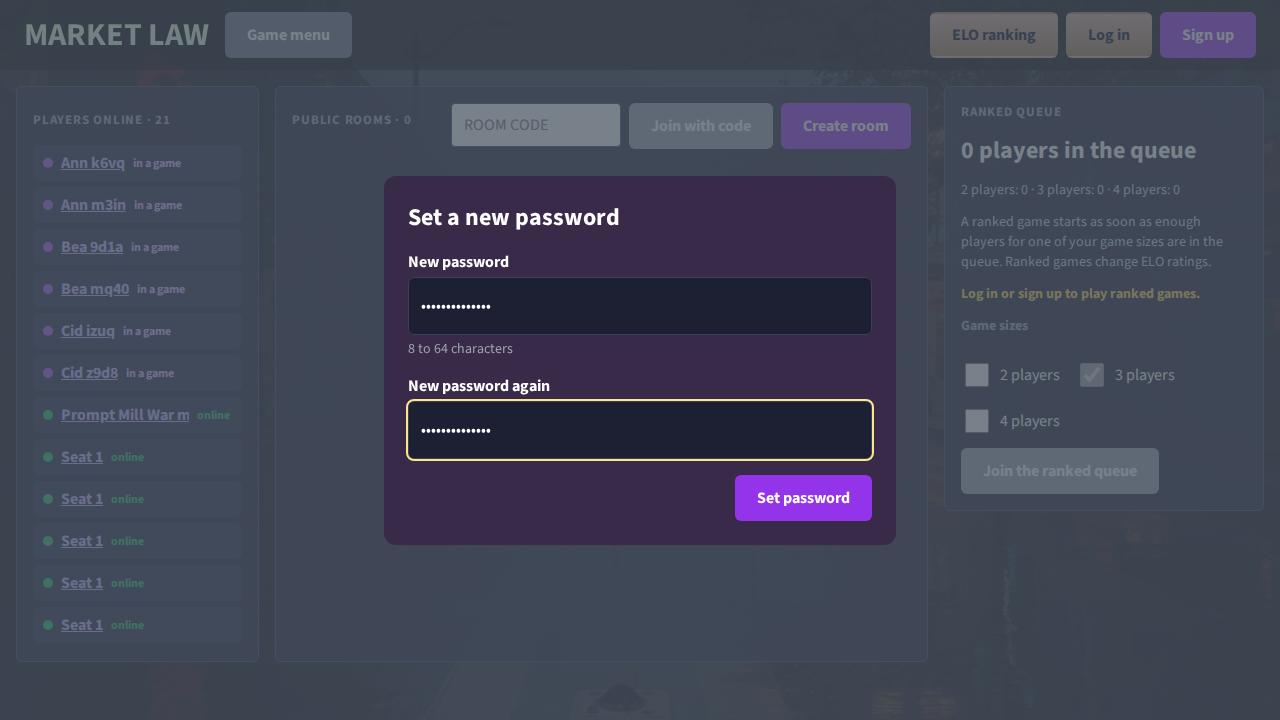 MARKET LAW
Game menu
ELO ranking
Log in
Sign up
PLAYERS ONLINE · 21
Ann k6vq in a game
Ann m3in in a game
Bea 9d1a in a game
Bea mq40 in a game
Cid izuq in a game
Cid z9d8 in a game
Prompt Mill War m online
Seat 1 online
Seat 1 online
Seat 1 online
Seat 1 online
Seat 1 online
PUBLIC ROOMS · 0
ROOM CODE
Join with code
Create room
Set a new password
New password
••••••••••••••
8 to 64 characters
New password again
••••••••••••••
Set password
RANKED QUEUE
0 players in the queue
2 players: 0 · 3 players: 0 · 4 players: 0
A ranked game starts as soon as enough
players for one of your game sizes are in the
queue. Ranked games change ELO ratings.
Log in or sign up to play ranked games.
Game sizes
2 players
3 players
4 players
Join the ranked queue